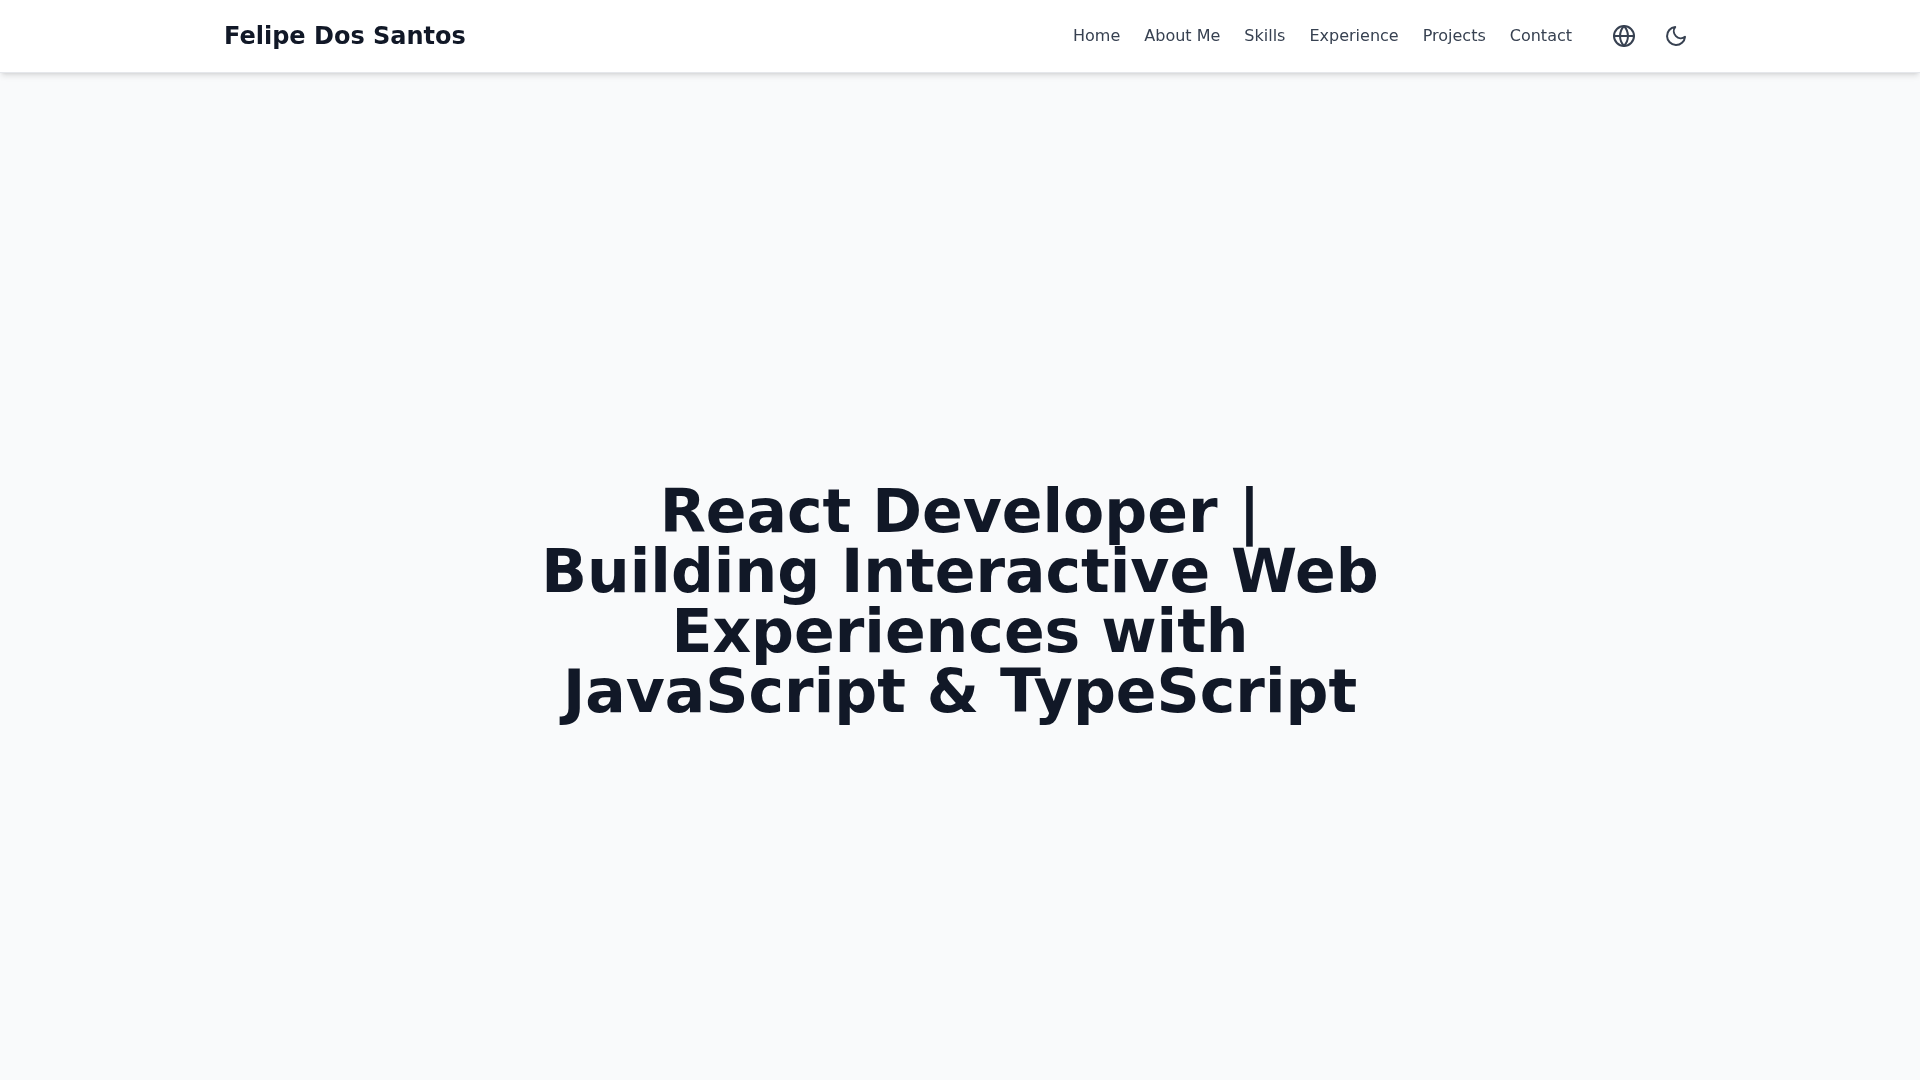 Felipe Dos Santos
Home About Me Skills Experience Projects Contact
React Developer |
Building Interactive Web
Experiences with
JavaScript & TypeScript